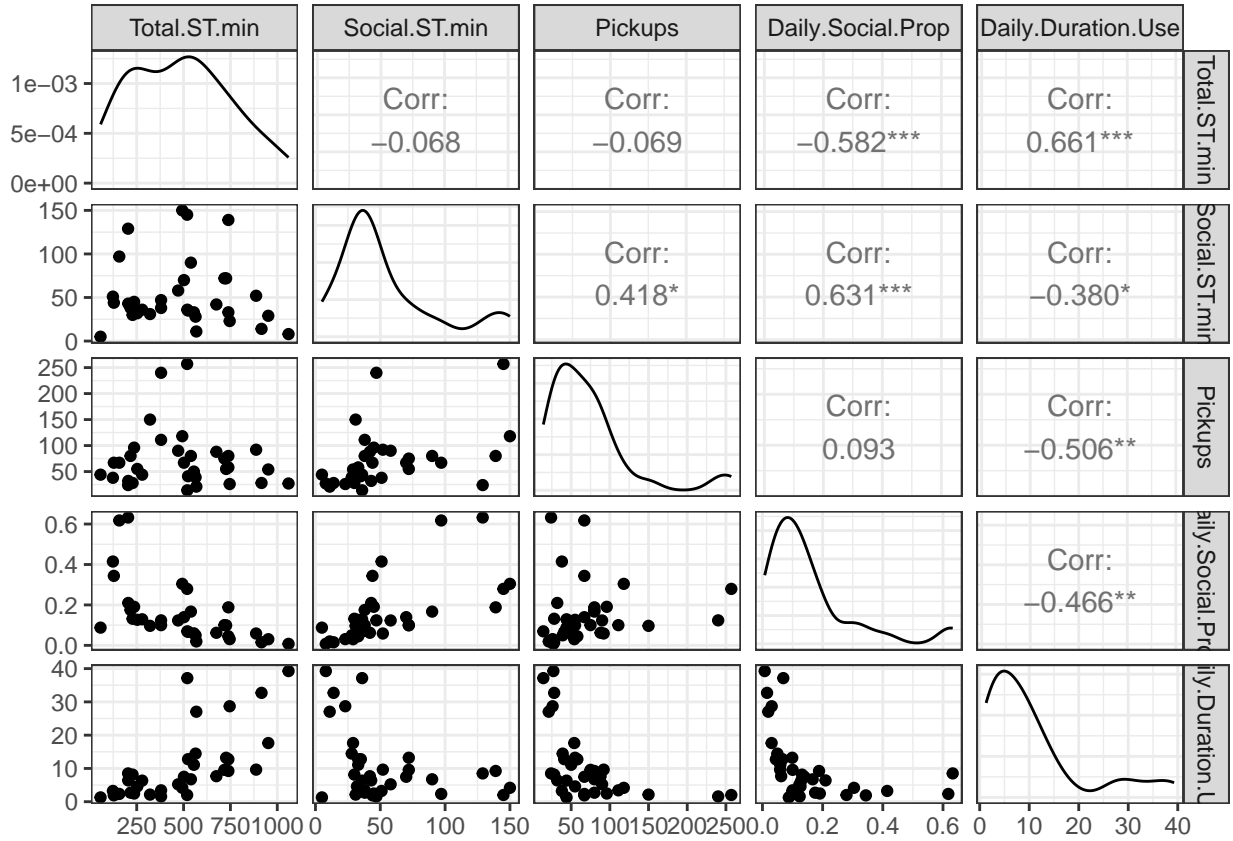 Total.ST.min Social.ST.min Pickups Daily.Social.Prop Daily.Duration.Use
1e−03
5e−04
0e+00
Corr:
−0.068
Corr:
−0.069
Corr:
−0.582***
Corr:
0.661***
Total.ST.min
150
100
50
0
Corr:
0.418*
Corr:
0.631***
Corr:
−0.380*
Social.ST.min
250
200
150
100
50
Corr:
0.093
Corr:
−0.506**
Pickups
0.6
0.4
0.2
0.0
Corr:
−0.466**
aily.Social.Pro
40
30
20
10
0
ily.Duration.U
250 500 750 1000 0 50 100 150 50 100 150 200 250 0.0 0.2 0.4 0.6 0 10 20 30 40